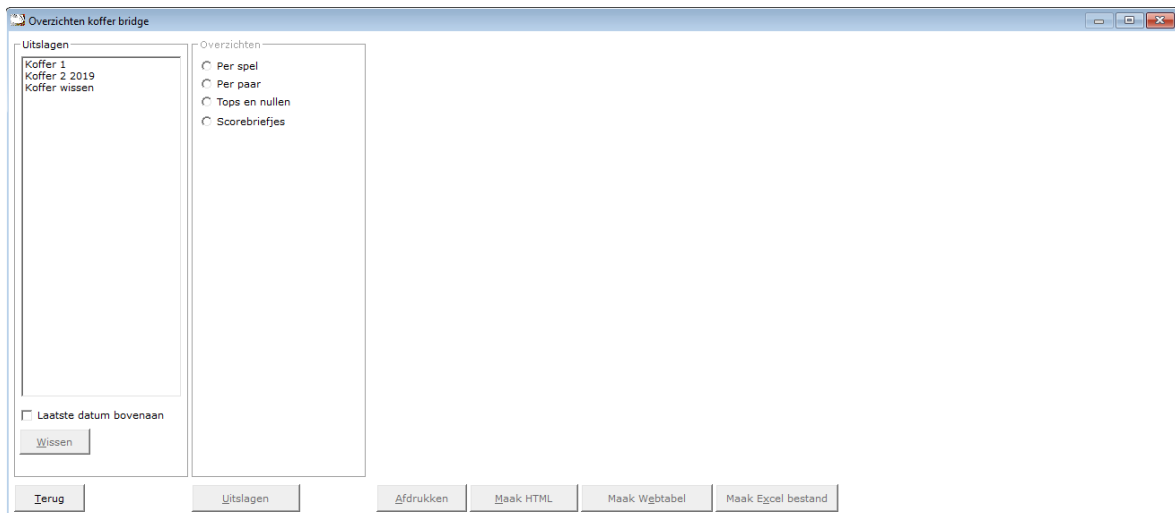 Overzichten koffer bridge
Uitslagen
Koffer 1
Koffer 2 2019
Koffer wissen
Laatste datum bovenaan
Wissen
Overzichten
Per spel
Per paar
Tops en nullen
Scorebriefjes
Terug
Uitslagen
Afdrukken
Maak HTML
Maak Webtabel
Maak Excel bestand